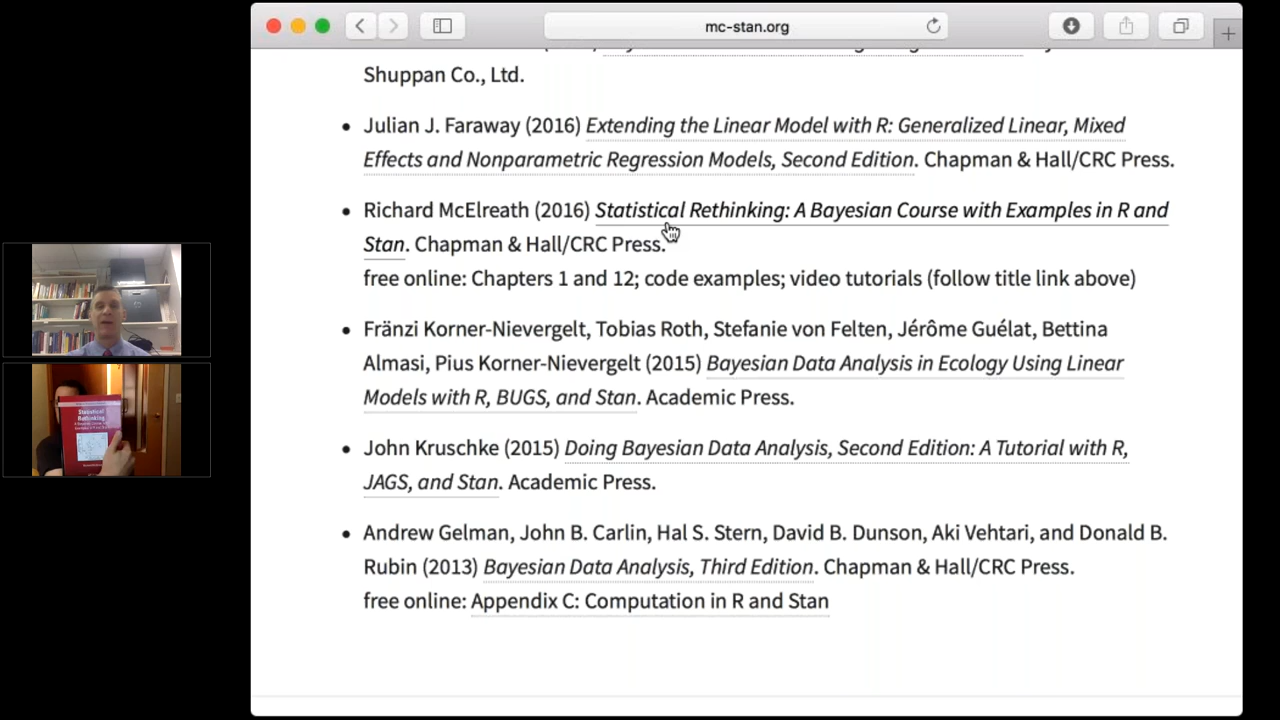 mc-stan.org
Shuppan Co., Ltd.
• Julian J. Faraway (2016) Extending the Linear Model with R: Generalized Linear, Mixed
Effects and Nonparametric Regression Models, Second Edition. Chapman & Hall/CRC Press.
• Richard McElreath (2016) Statistical Rethinking: A Bayesian Course with Examples in R and
Stan. Chapman & Hall/CRC Press.
free online: Chapters 1 and 12; code examples; video tutorials (follow title link above)
• Fränzi Korner-Nievergelt, Tobias Roth, Stefanie von Felten, Jérôme Guélat, Bettina
Almasi, Pius Korner-Nievergelt (2015) Bayesian Data Analysis in Ecology Using Linear
Models with R, BUGS, and Stan. Academic Press.
• John Kruschke (2015) Doing Bayesian Data Analysis, Second Edition: A Tutorial with R,
JAGS, and Stan. Academic Press.
• Andrew Gelman, John B. Carlin, Hal S. Stern, David B. Dunson, Aki Vehtari, and Donald B.
Rubin (2013) Bayesian Data Analysis, Third Edition. Chapman & Hall/CRC Press.
free online: Appendix C: Computation in R and Stan
Statistical
Rethinking